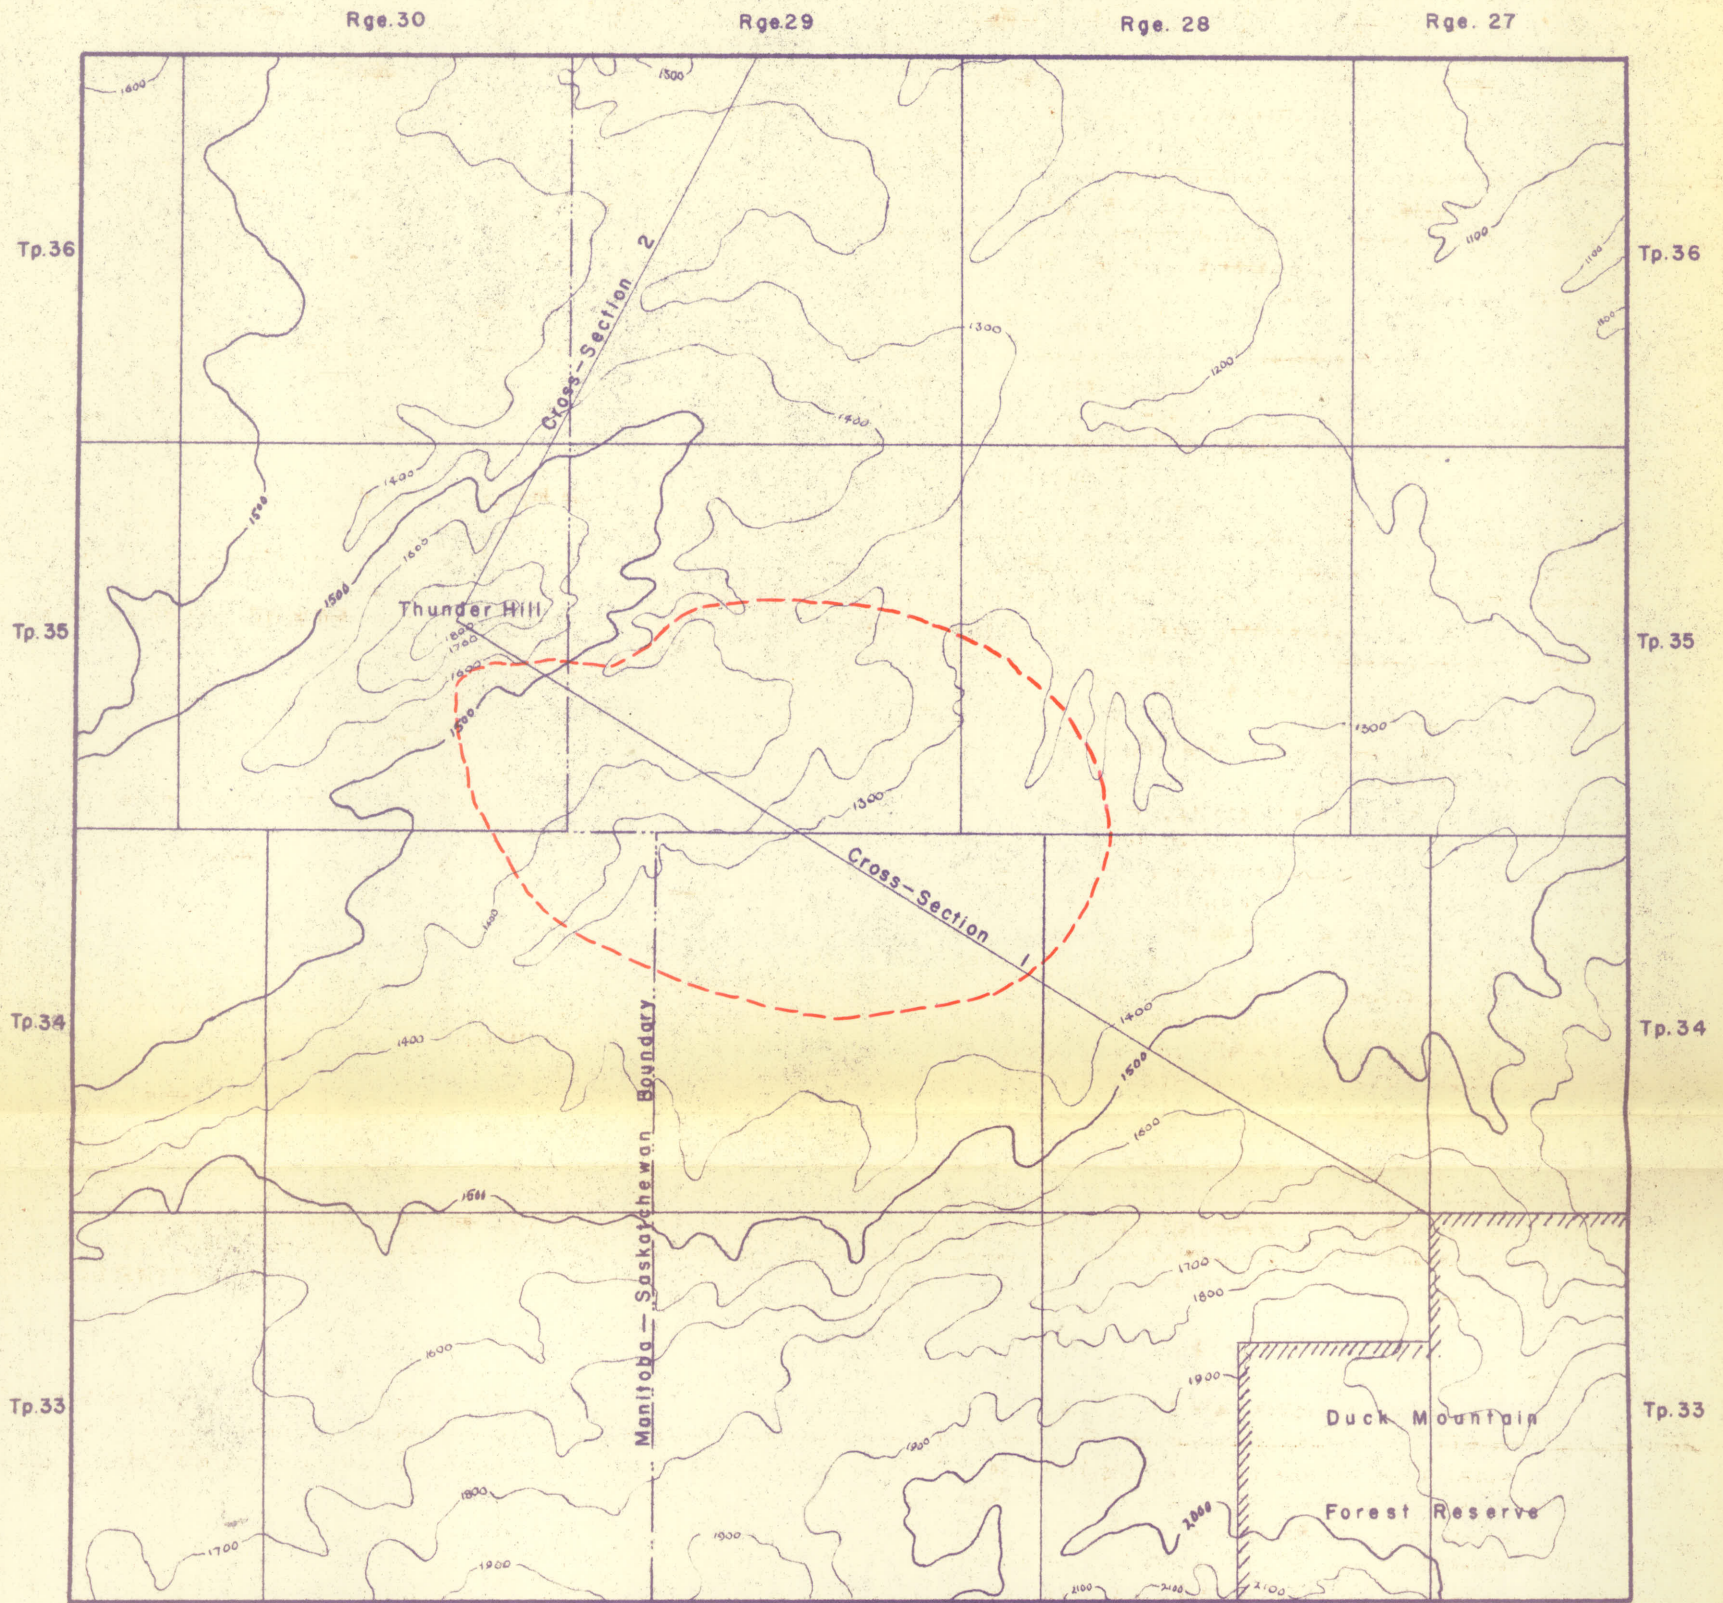 Rge.30
Rge.29
Rge. 28
Rge. 27
1600
1300
Tp.36
Tp.36
1100
1100
Cross-Section 2
1300
1200
1400
1400
1500
1600
1500
Thunder Hill
1800
1700
1600
Tp.35
Tp.35
1500
1300
1300
Cross-Section 1
1400
1400
1500
1400
Tp.34
Tp.34
1600
1500
Manitoba — Saskatchewan Boundary
1700
1800
1600
1900
Tp.33
Tp.33
Duck Mountain
Forest Reserve
1900
1800
2000
1700
1900
1900
2100
2100
2100